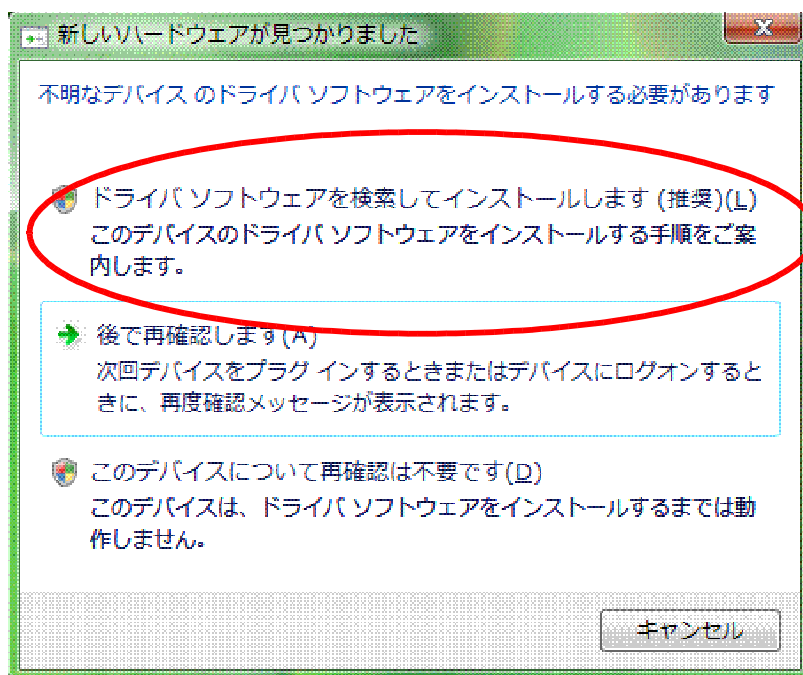 新しいハードウェアが見つかりました
不明なデバイス のドライバ ソフトウェアをインストールする必要があります
ドライバ ソフトウェアを検索してインストールします (推奨)(L)
このデバイスのドライバ ソフトウェアをインストールする手順をご案
内します。
後で再確認します(A)
次回デバイスをプラグ インするときまたはデバイスにログオンすると
きに、再度確認メッセージが表示されます。
このデバイスについて再確認は不要です(D)
このデバイスは、ドライバ ソフトウェアをインストールするまでは動
作しません。
キャンセル